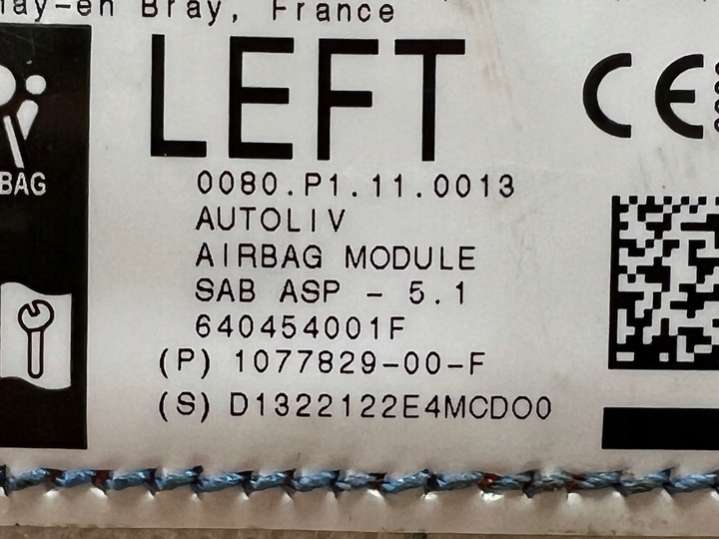 nay-en Bray, France
LEFT
CE
BAG
0080.P1.11.0013
AUTOLIV
AIRBAG MODULE
SAB ASP - 5.1
640454001F
(P) 1077829-00-F
(S) D1322122E4MCDO0